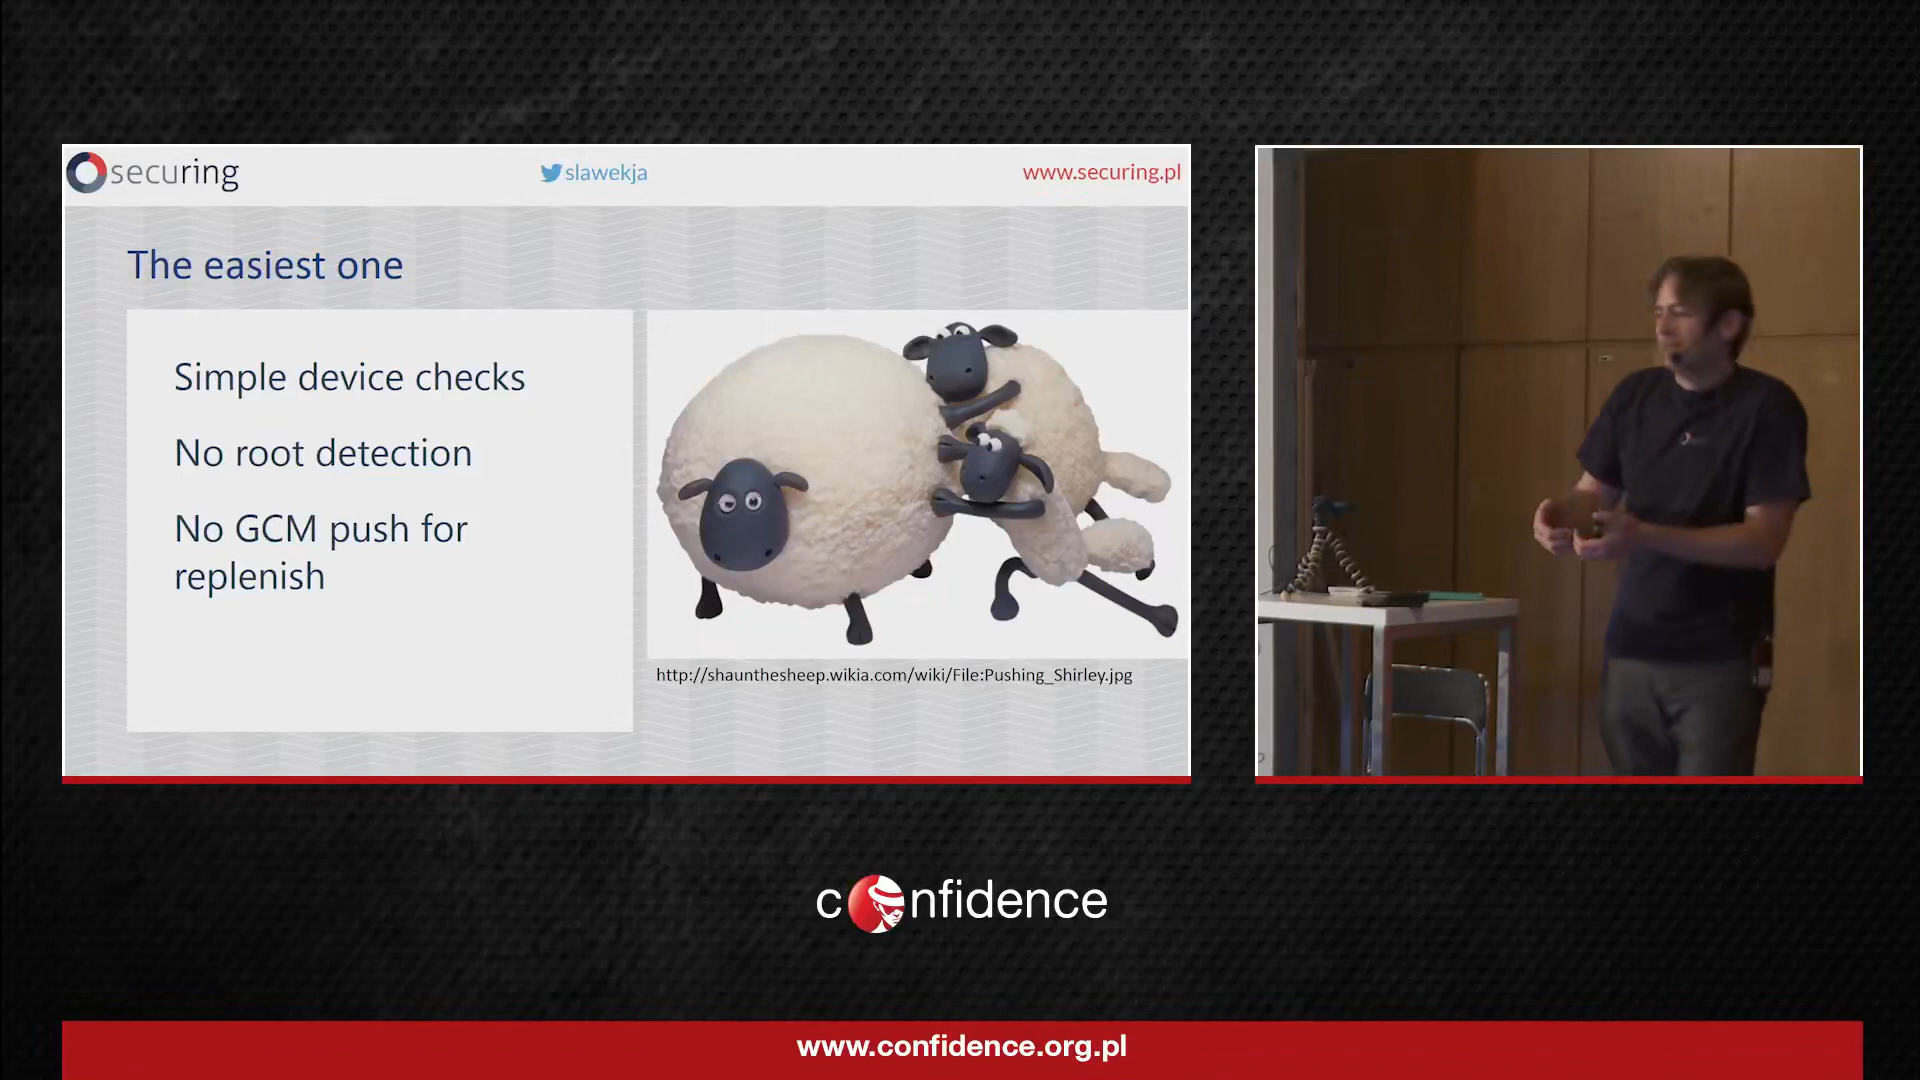 securing
slawekja
www.securing.pl
The easiest one
Simple device checks
No root detection
No GCM push for
replenish
http://shaunthesheep.wikia.com/wiki/File:Pushing_Shirley.jpg
confidence
www.confidence.org.pl